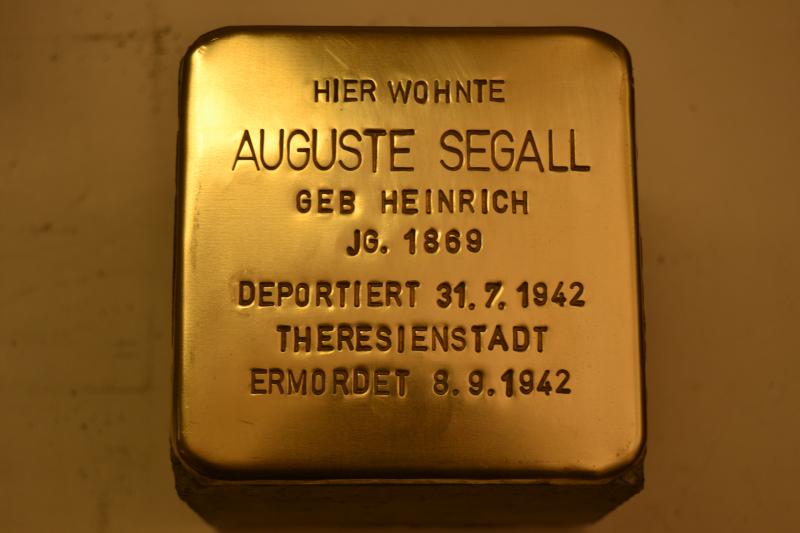 HIER WOHNTE
AUGUSTE SEGALL
GEB HEINRICH
JG. 1869
DEPORTIERT 31.7.1942
THERESIENSTADT
ERMORDET 8.9.1942